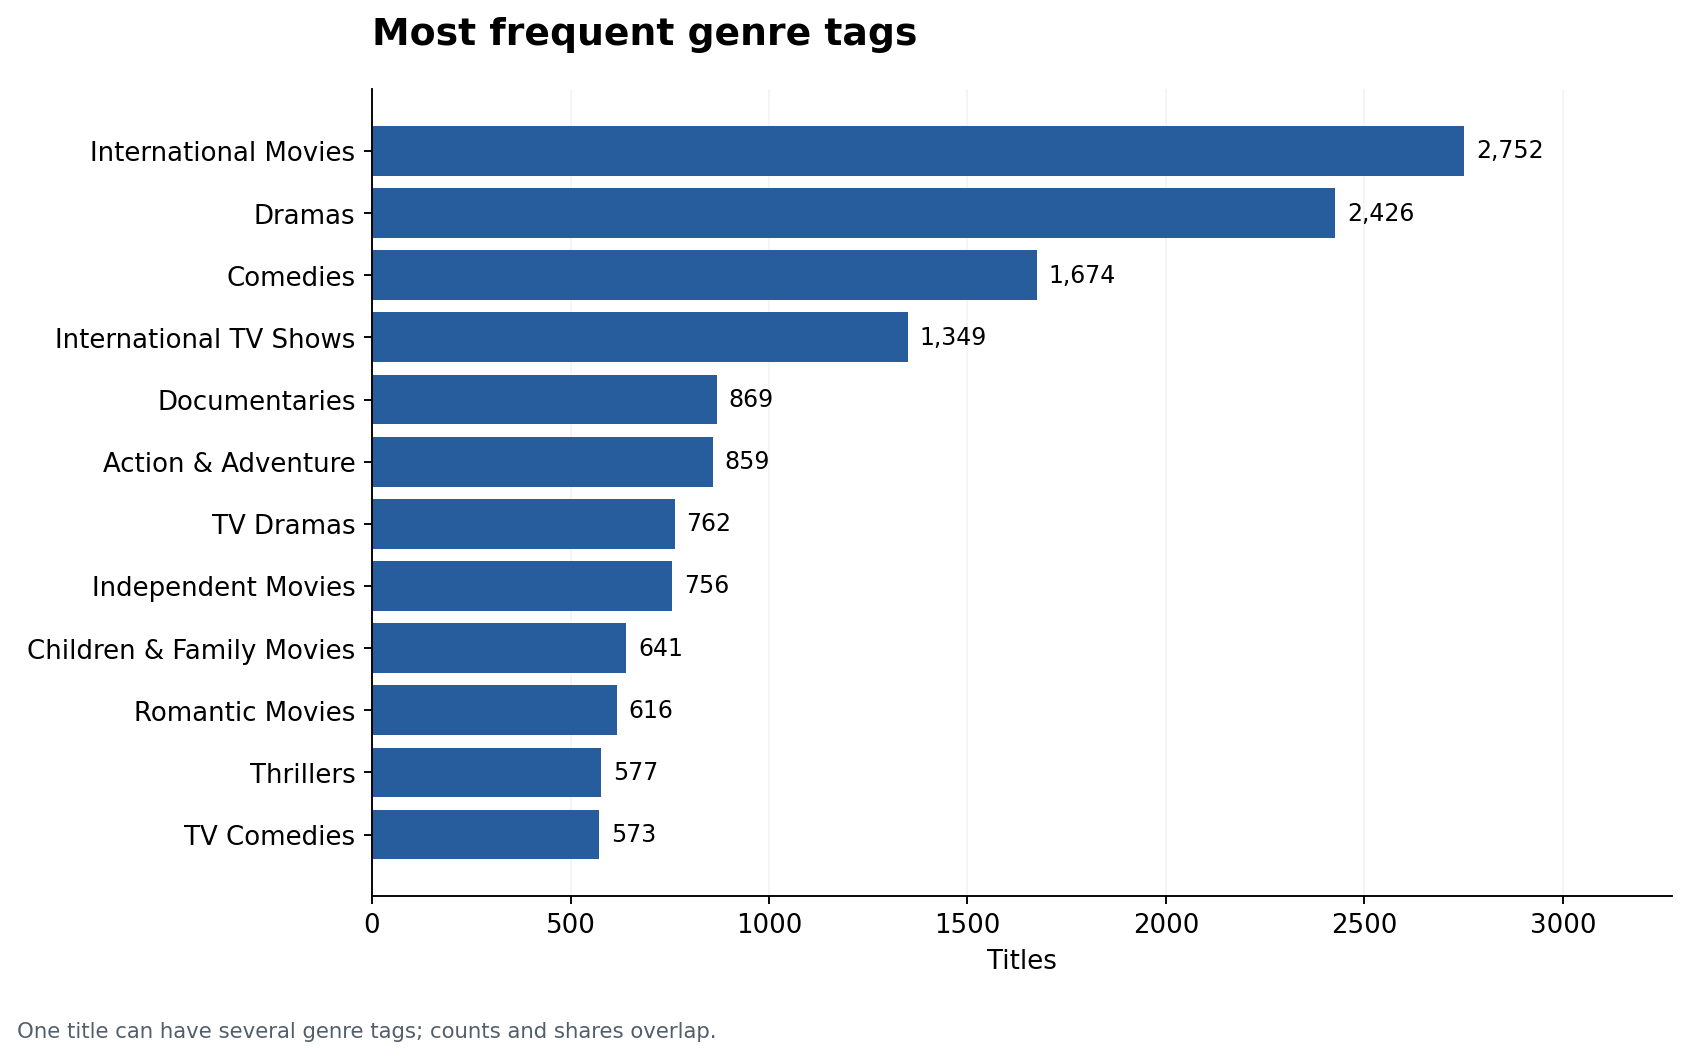 Most frequent genre tags
International Movies 2,752
Dramas 2,426
Comedies 1,674
International TV Shows 1,349
Documentaries 869
Action & Adventure 859
TV Dramas 762
Independent Movies 756
Children & Family Movies 641
Romantic Movies 616
Thrillers 577
TV Comedies 573
0 500 1000 1500 2000 2500 3000
Titles
One title can have several genre tags; counts and shares overlap.